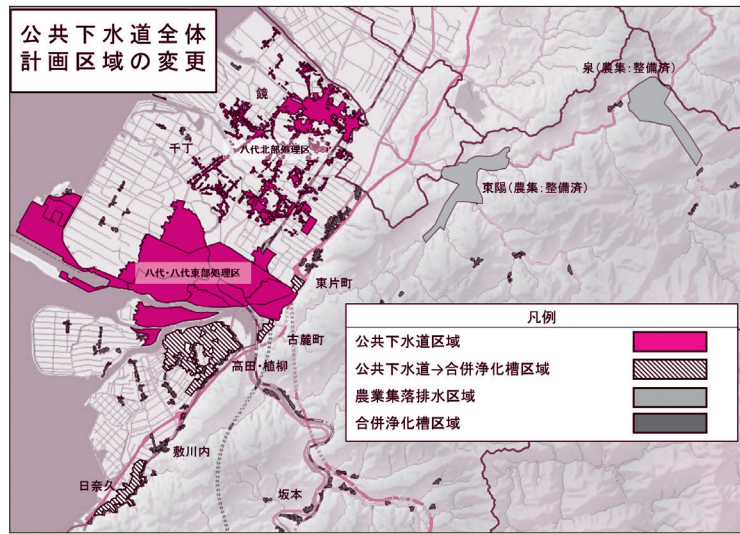 公共下水道全体
計画区域の変更
泉(農集:整備済)
鏡
千丁
八代北部処理区
東陽(農集:整備済)
八代・八代東部処理区
東片町
古麓町
高田・植柳
敷川内
日奈久
坂本
凡例
公共下水道区域
公共下水道→合併浄化槽区域
農業集落排水区域
合併浄化槽区域